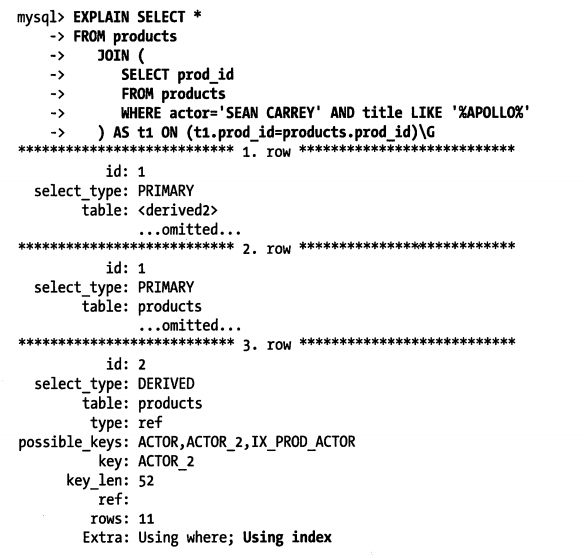 mysql> EXPLAIN SELECT *
    -> FROM products
    ->    JOIN (
    ->       SELECT prod_id
    ->       FROM products
    ->       WHERE actor='SEAN CARREY' AND title LIKE '%APOLLO%'
    ->    ) AS t1 ON (t1.prod_id=products.prod_id)\G
*************************** 1. row ***************************
           id: 1
  select_type: PRIMARY
        table: <derived2>
               ...omitted...
*************************** 2. row ***************************
           id: 1
  select_type: PRIMARY
        table: products
               ...omitted...
*************************** 3. row ***************************
           id: 2
  select_type: DERIVED
        table: products
         type: ref
possible_keys: ACTOR,ACTOR_2,IX_PROD_ACTOR
          key: ACTOR_2
      key_len: 52
          ref:
         rows: 11
        Extra: Using where; Using index